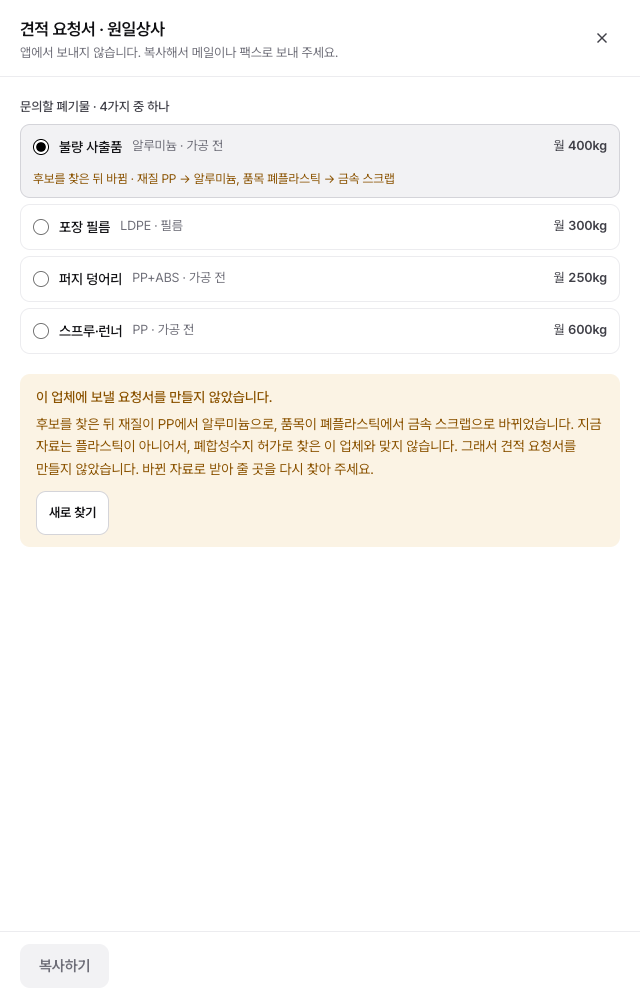 견적 요청서 · 원일상사
앱에서 보내지 않습니다. 복사해서 메일이나 팩스로 보내 주세요.
문의할 폐기물 · 4가지 중 하나
불량 사출품 알루미늄 · 가공 전 월 400kg
후보를 찾은 뒤 바뀜 · 재질 PP → 알루미늄, 품목 폐플라스틱 → 금속 스크랩
포장 필름 LDPE · 필름 월 300kg
퍼지 덩어리 PP+ABS · 가공 전 월 250kg
스프루·런너 PP · 가공 전 월 600kg
이 업체에 보낼 요청서를 만들지 않았습니다.
후보를 찾은 뒤 재질이 PP에서 알루미늄으로, 품목이 폐플라스틱에서 금속 스크랩으로 바뀌었습니다. 지금
자료는 플라스틱이 아니어서, 폐합성수지 허가로 찾은 이 업체와 맞지 않습니다. 그래서 견적 요청서를
만들지 않았습니다. 바뀐 자료로 받아 줄 곳을 다시 찾아 주세요.
새로 찾기
복사하기